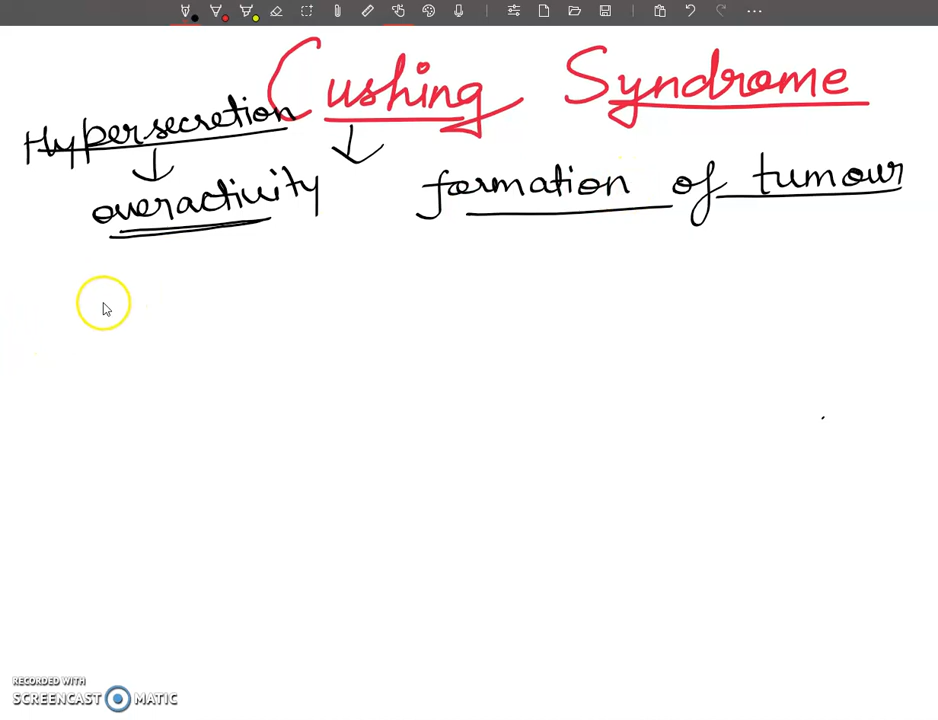 Cushing Syndrome
Hypersecretion
overactivity formation of tumour
RECORDED WITH
SCREENCAST MATIC